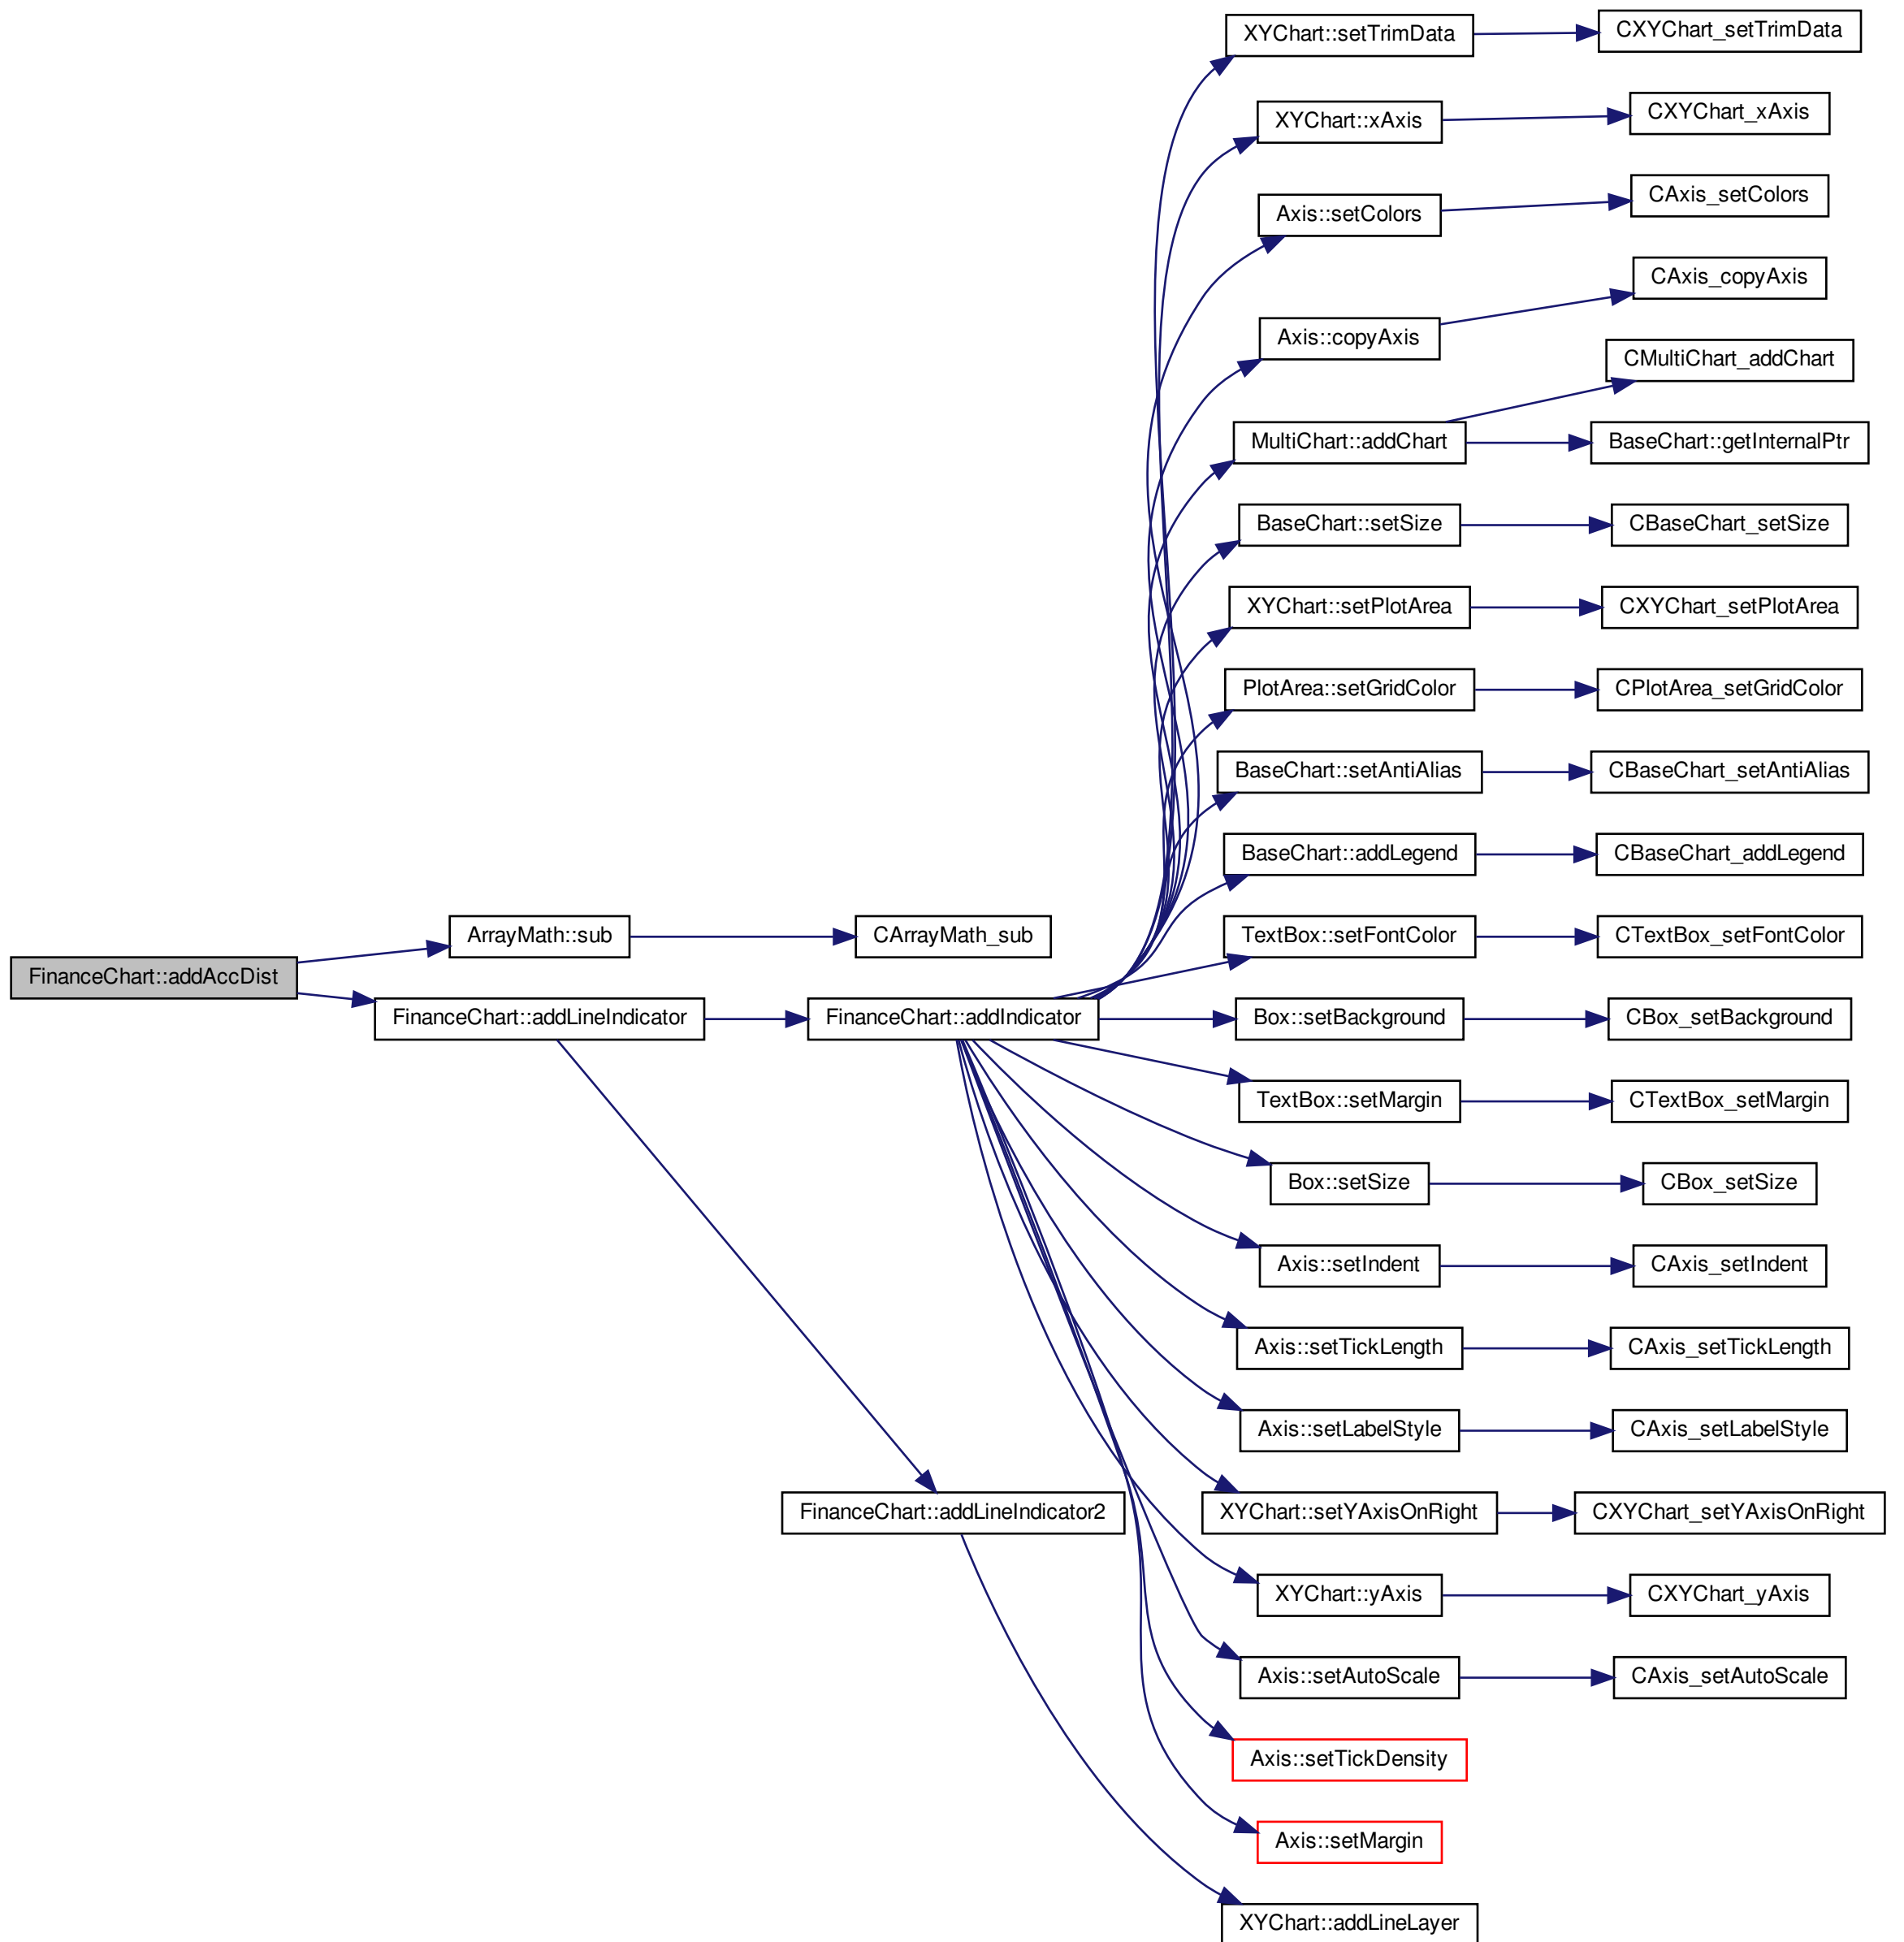 XYChart::setTrimData
CXYChart_setTrimData
XYChart::xAxis
CXYChart_xAxis
Axis::setColors
CAxis_setColors
Axis::copyAxis
CAxis_copyAxis
CMultiChart_addChart
MultiChart::addChart
BaseChart::getInternalPtr
BaseChart::setSize
CBaseChart_setSize
XYChart::setPlotArea
CXYChart_setPlotArea
PlotArea::setGridColor
CPlotArea_setGridColor
BaseChart::setAntiAlias
CBaseChart_setAntiAlias
BaseChart::addLegend
CBaseChart_addLegend
ArrayMath::sub
CArrayMath_sub
TextBox::setFontColor
CTextBox_setFontColor
FinanceChart::addAccDist
FinanceChart::addLineIndicator
FinanceChart::addIndicator
Box::setBackground
CBox_setBackground
TextBox::setMargin
CTextBox_setMargin
Box::setSize
CBox_setSize
Axis::setIndent
CAxis_setIndent
Axis::setTickLength
CAxis_setTickLength
Axis::setLabelStyle
CAxis_setLabelStyle
FinanceChart::addLineIndicator2
XYChart::setYAxisOnRight
CXYChart_setYAxisOnRight
XYChart::yAxis
CXYChart_yAxis
Axis::setAutoScale
CAxis_setAutoScale
Axis::setTickDensity
Axis::setMargin
XYChart::addLineLayer